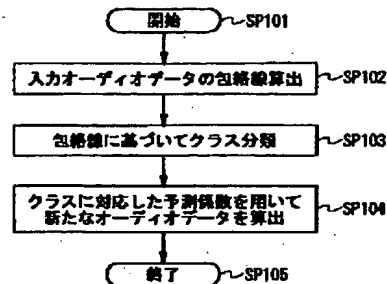 開始 SP101
入力オーディオデータの包絡線算出 SP102
包絡線に基づいてクラス分類 SP103
クラスに対応した予測係数を用いて
新たなオーディオデータを算出 SP104
終了 SP105